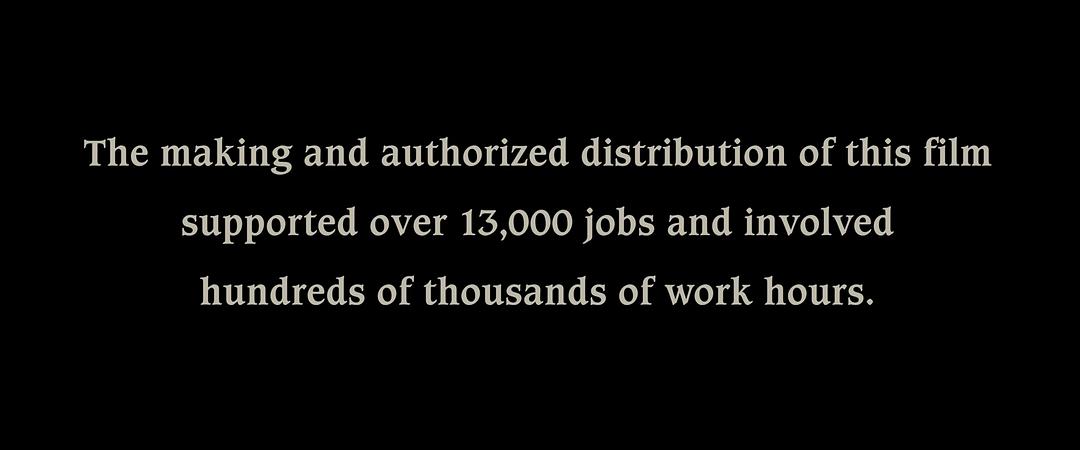 The making and authorized distribution of this film
supported over 13,000 jobs and involved
hundreds of thousands of work hours.